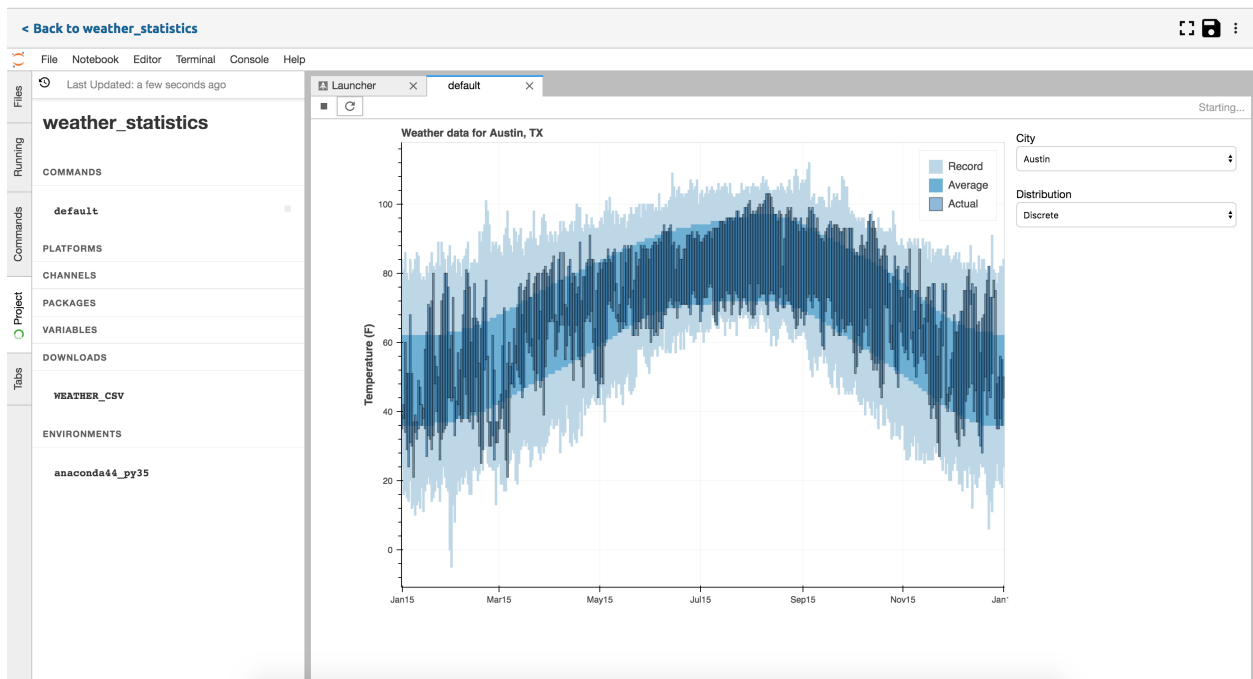 < Back to weather_statistics
File Notebook Editor Terminal Console Help
Files
Running
Commands
Project
Tabs
Last Updated: a few seconds ago
weather_statistics
COMMANDS
default
PLATFORMS
CHANNELS
PACKAGES
VARIABLES
DOWNLOADS
WEATHER_CSV
ENVIRONMENTS
anaconda44_py35
Launcher
default
Starting...
Weather data for Austin, TX
Record
Average
Actual
Temperature (F)
100
80
60
40
20
0
Jan15 Mar15 May15 Jul15 Sep15 Nov15 Jan1
City
Austin
Distribution
Discrete